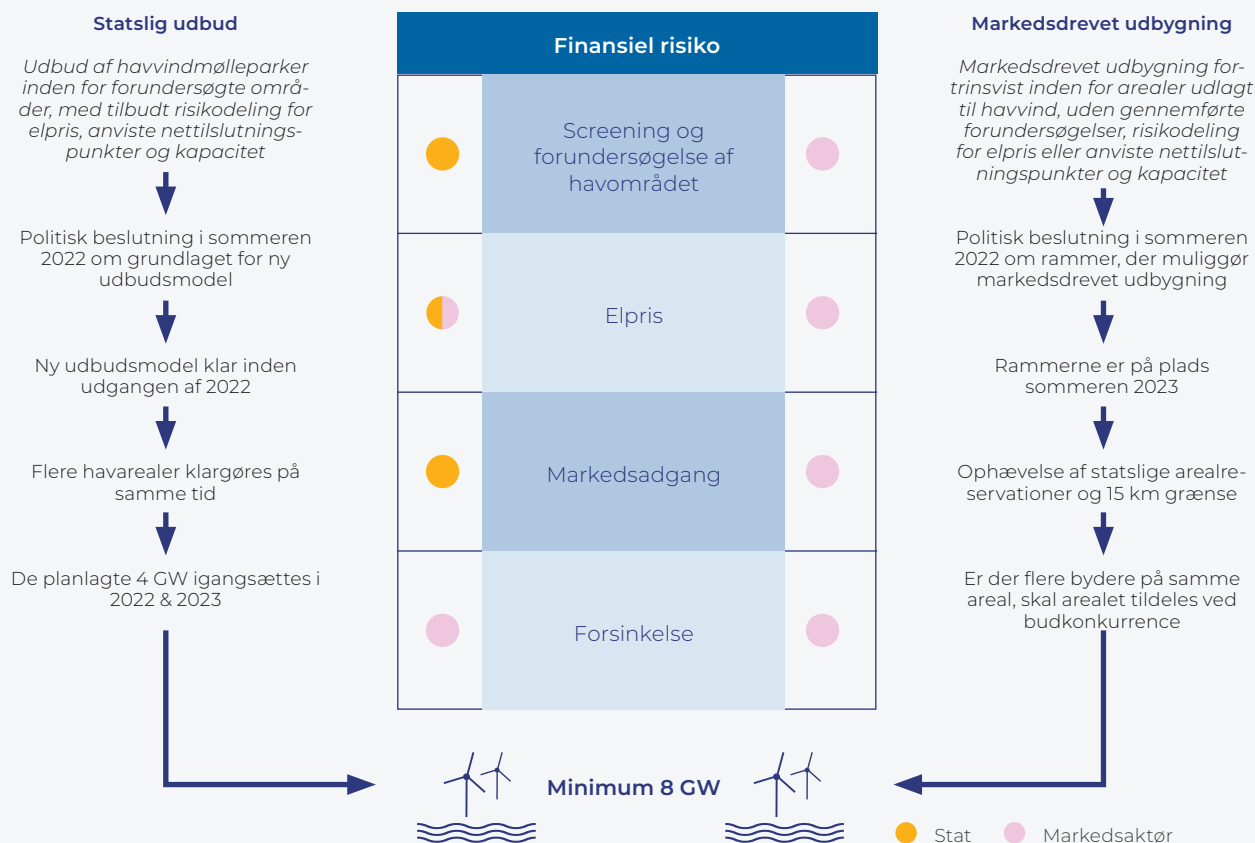 Statslig udbud
Udbud af havvindmølleparker
inden for forundersøgte områ-
der, med tilbudt risikodeling for
elpris, anviste nettilslutnings-
punkter og kapacitet
Politisk beslutning i sommeren
2022 om grundlaget for ny
udbudsmodel
Ny udbudsmodel klar inden
udgangen af 2022
Flere havarealer klargøres på
samme tid
De planlagte 4 GW igangsættes i
2022 & 2023
Finansiel risiko
Screening og
forundersøgelse af
havområdet
Elpris
Markedsadgang
Forsinkelse
Markedsdrevet udbygning
Markedsdrevet udbygning for-
trinsvist inden for arealer udlagt
til havvind, uden gennemførte
forundersøgelser, risikodeling
for elpris eller anviste nettilslut-
ningspunkter og kapacitet
Politisk beslutning i sommeren
2022 om rammer, der muliggør
markedsdrevet udbygning
Rammerne er på plads
sommeren 2023
Ophævelse af statslige arealre-
servationer og 15 km grænse
Er der flere bydere på samme
areal, skal arealet tildeles ved
budkonkurrence
Minimum 8 GW
Stat
Markedsaktør